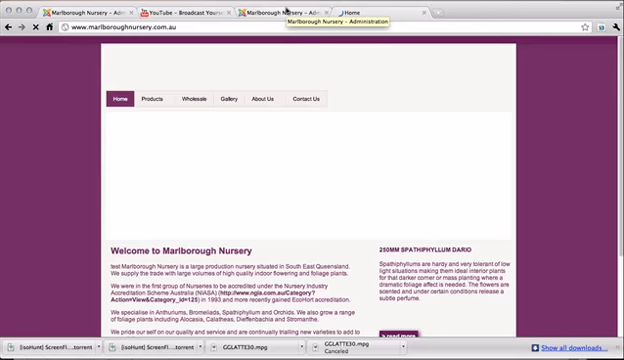 Marlborough Nursery – Adm
YouTube – Broadcast Yourse
Marlborough Nursery – Adm
Home
Marlborough Nursery – Administration
www.marlboroughnursery.com.au
Home Products Wholesale Gallery About Us Contact Us
Welcome to Marlborough Nursery
test Marlborough Nursery is a large production nursery situated in South East Queensland.
We supply the trade with large volumes of high quality indoor flowering and foliage plants.
We were in the first group of Nurseries to be accredited under the Nursery Industry
Accreditation Scheme Australia (NIASA) (http://www.ngia.com.au/Category?
Action=View&Category_id=125) in 1993 and more recently gained EcoHort accreditation.
We specialise in Anthuriums, Bromeliads, Spathiphyllum and Orchids. We also grow a
range of foliage plants including Alocasia, Calatheas, Dieffenbachia and Stromanthe.
We pride our self on our quality and service and are continually trialling new varieties to add to
250MM SPATHIPHYLLUM DARIO
Spathiphyllums are hardy and very tolerant of low
light situations making them ideal interior plants
for that darker corner or mass planting where a
dramatic foliage affect is needed. The flowers are
scented and under certain conditions release a
subtle perfume.
[isoHunt] ScreenFl....torrent
[isoHunt] ScreenFl....torrent
GGLATTE30.mpg
GGLATTE30.mpg
Canceled
Show all downloads...